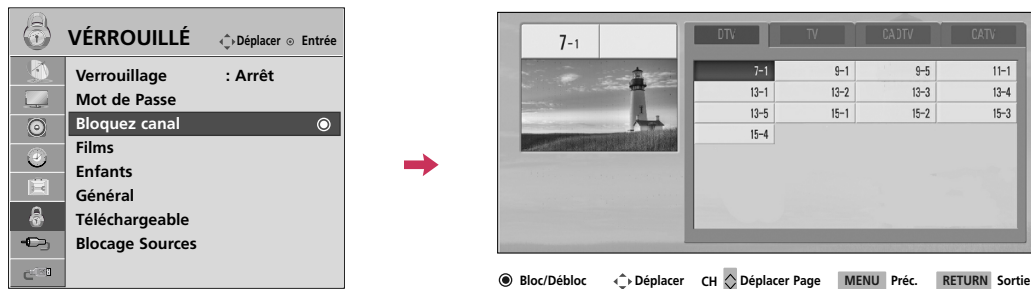 VÉRROUILLÉ Déplacer Entrée
Verrouillage : Arrêt
Mot de Passe
Bloquez canal
Films
Enfants
Général
Téléchargeable
Blocage Sources
7-1
DTV TV CADTV CATV
7-1 9-1 9-5 11-1
13-1 13-2 13-3 13-4
13-5 15-1 15-2 15-3
15-4
Bloc/Débloc Déplacer CH Déplacer Page MENU Préc. RETURN Sortie